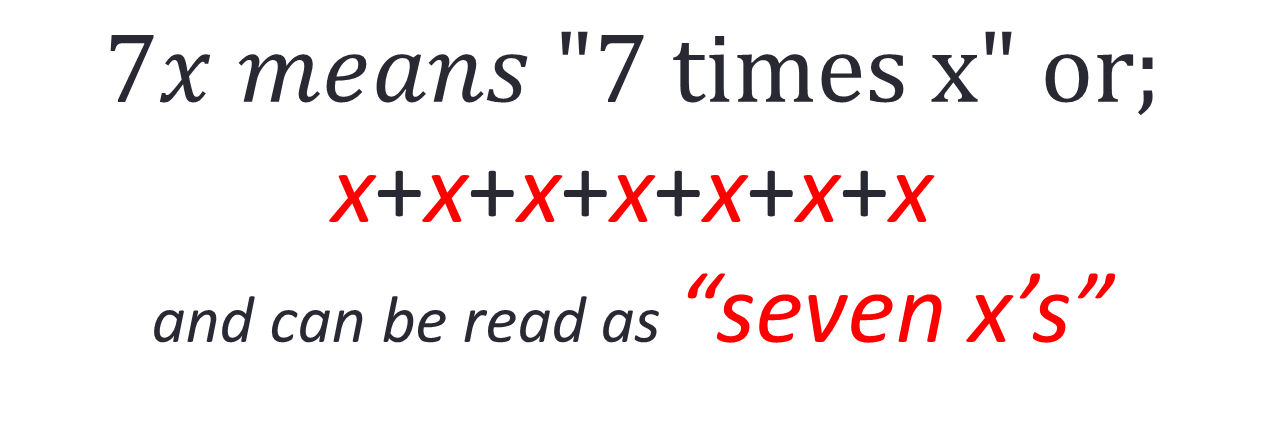 7x means "7 times x" or;
x+x+x+x+x+x+x
and can be read as “seven x’s”